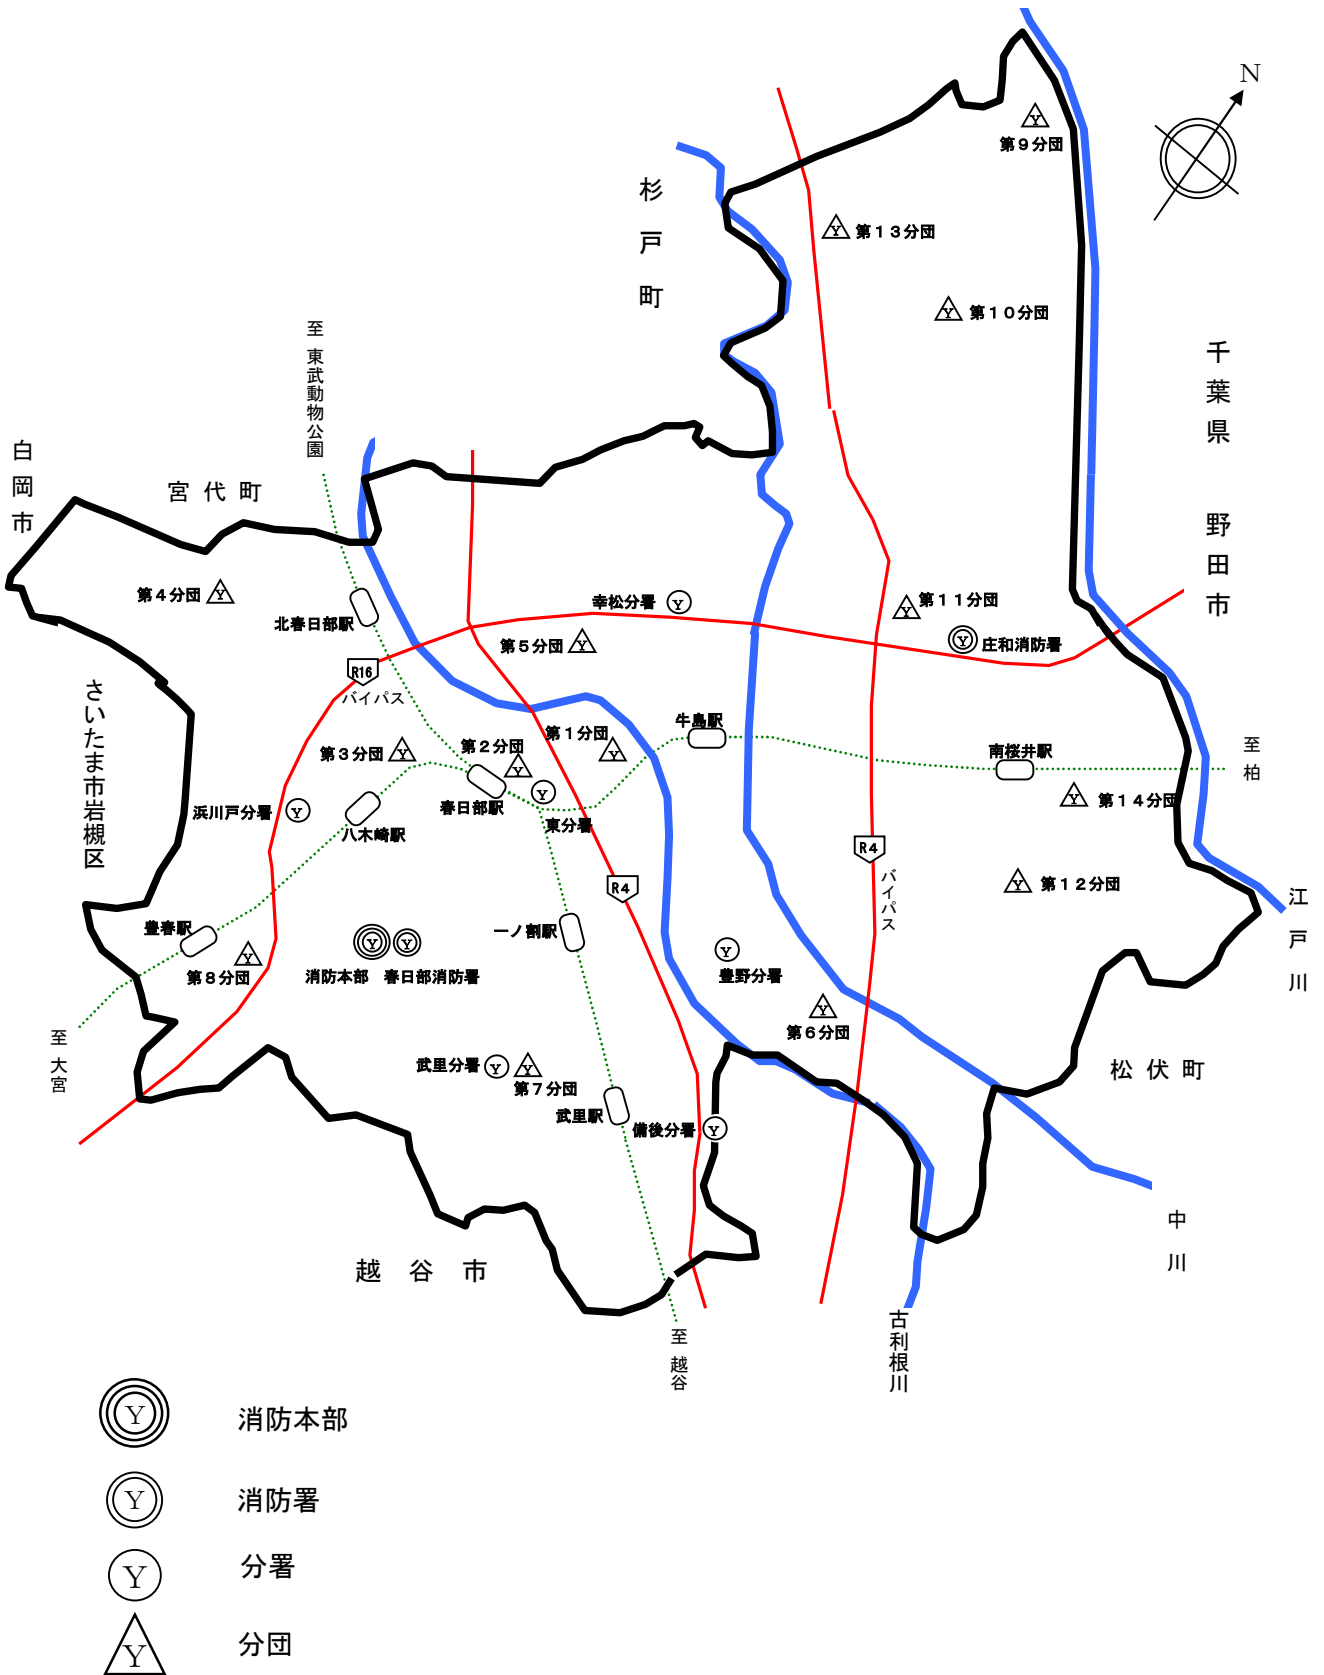 N
第９分団
杉戸町
第１３分団
第１０分団
至 東武動物公園
千葉県 野田市
白岡市
宮代町
第４分団
北春日部駅
幸松分署
第５分団
第１１分団
庄和消防署
R16
バイパス
さいたま市岩槻区
第３分団
第２分団
第１分団
牛島駅
南桜井駅
至 柏
第１４分団
浜川戸分署
八木崎駅
春日部駅
東分署
R4
R4
バイパス
第１２分団
江戸川
豊春駅
第８分団
消防本部
春日部消防署
一ノ割駅
豊野分署
第６分団
至 大宮
武里分署
第７分団
武里駅
備後分署
松伏町
中川
越谷市
至 越谷
古利根川
Y 消防本部
Y 消防署
Y 分署
Y 分団